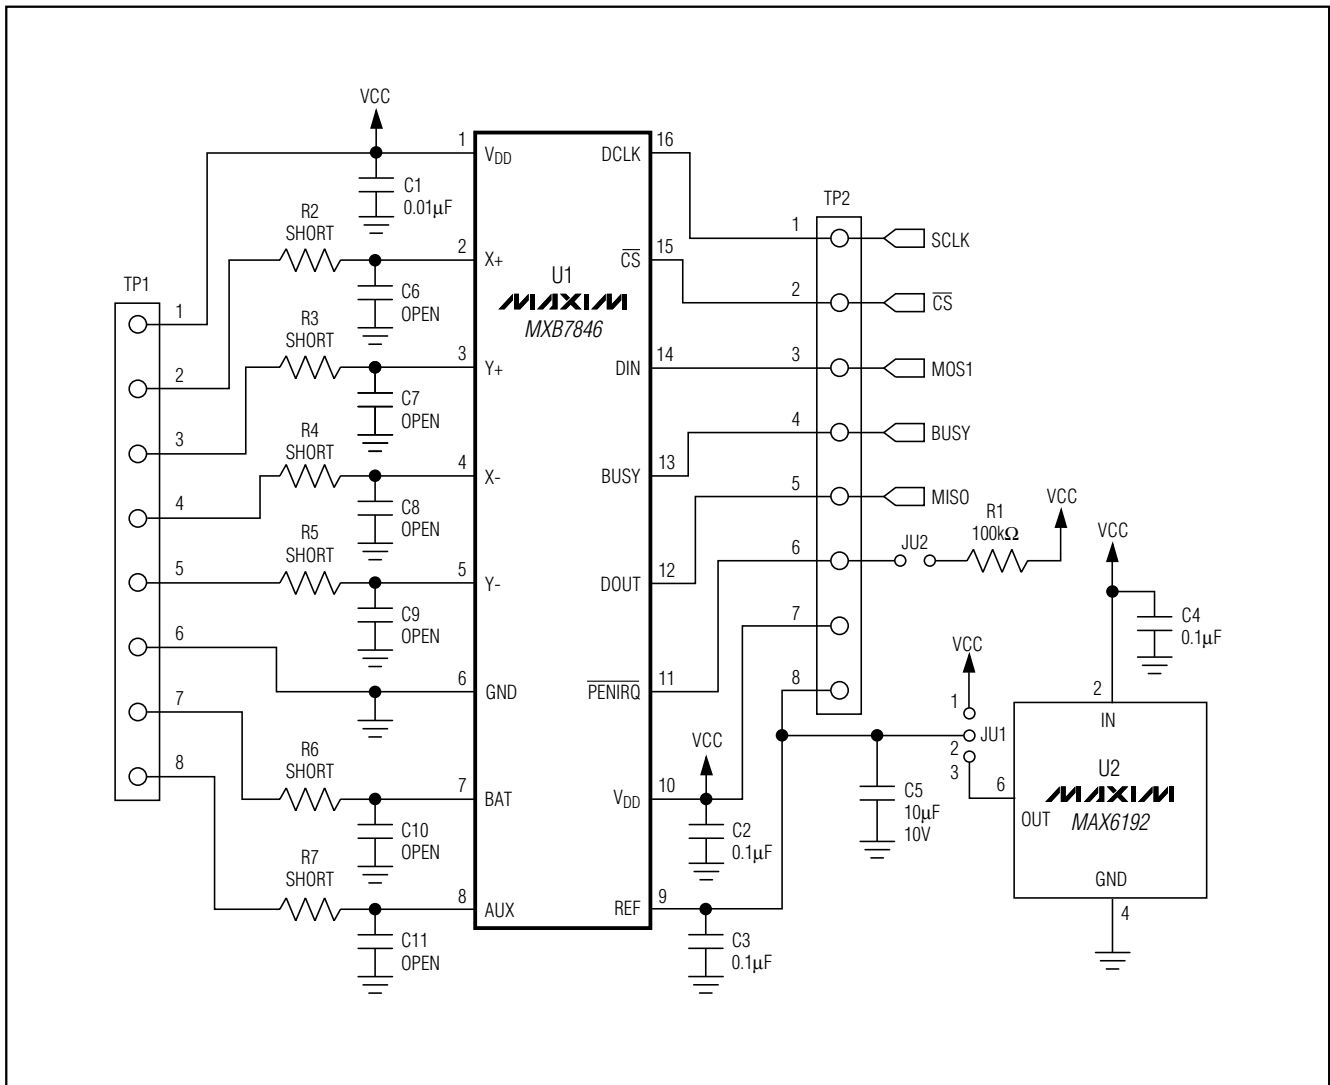 VCC
1
VDD
C1
0.01µF
R2
SHORT
2
X+
C6
OPEN
TP1
1
2
3
4
5
6
7
8
R3
SHORT
3
Y+
C7
OPEN
R4
SHORT
4
X-
C8
OPEN
R5
SHORT
5
Y-
C9
OPEN
6
GND
R6
SHORT
7
BAT
C10
OPEN
R7
SHORT
8
AUX
C11
OPEN
U1
MAXIM
MXB7846
16
DCLK
15
CS
14
DIN
13
BUSY
12
DOUT
11
PENIRQ
10
VDD
9
REF
TP2
1
SCLK
2
CS
3
MOS1
4
BUSY
5
MISO
6
7
8
JU2
R1
100kΩ
VCC
VCC
C2
0.1µF
C3
0.1µF
C5
10µF
10V
VCC
1
JU1
2
3
VCC
C4
0.1µF
2
IN
U2
MAXIM
MAX6192
6
OUT
GND
4